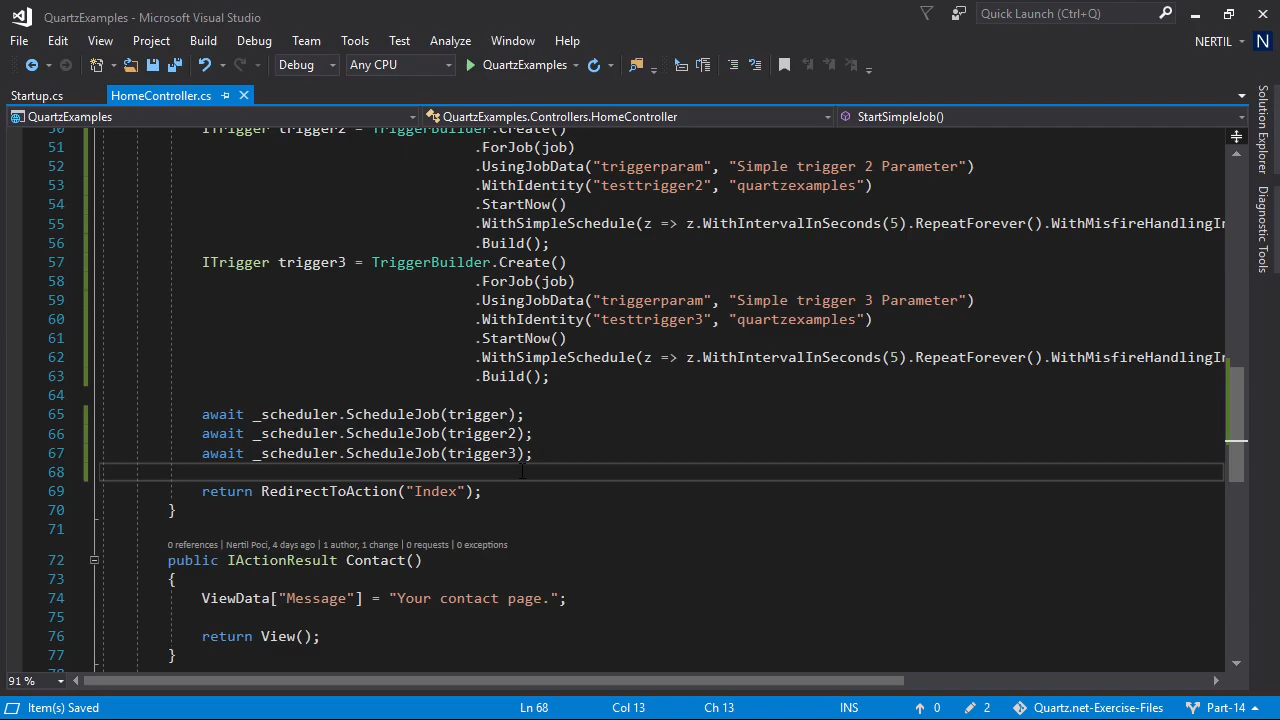 QuartzExamples - Microsoft Visual Studio
Quick Launch (Ctrl+Q)
File Edit View Project Build Debug Team Tools Test Analyze Window Help
NERTIL N
Debug Any CPU QuartzExamples
Startup.cs HomeController.cs
QuartzExamples QuartzExamples.Controllers.HomeController StartSimpleJob()
Solution Explorer
Diagnostic Tools
50 ITrigger trigger2 = TriggerBuilder.Create()
51 .ForJob(job)
52 .UsingJobData("triggerparam", "Simple trigger 2 Parameter")
53 .WithIdentity("testtrigger2", "quartzexamples")
54 .StartNow()
55 .WithSimpleSchedule(z => z.WithIntervalInSeconds(5).RepeatForever().WithMisfireHandlingIn
56 .Build();
57 ITrigger trigger3 = TriggerBuilder.Create()
58 .ForJob(job)
59 .UsingJobData("triggerparam", "Simple trigger 3 Parameter")
60 .WithIdentity("testtrigger3", "quartzexamples")
61 .StartNow()
62 .WithSimpleSchedule(z => z.WithIntervalInSeconds(5).RepeatForever().WithMisfireHandlingIn
63 .Build();
64
65 await _scheduler.ScheduleJob(trigger);
66 await _scheduler.ScheduleJob(trigger2);
67 await _scheduler.ScheduleJob(trigger3);
68
69 return RedirectToAction("Index");
70 }
71
0 references | Nertil Poci, 4 days ago | 1 author, 1 change | 0 requests | 0 exceptions
72 public IActionResult Contact()
73 {
74 ViewData["Message"] = "Your contact page.";
75
76 return View();
77 }
91 %
Item(s) Saved Ln 68 Col 13 Ch 13 INS 0 2 Quartz.net-Exercise-Files Part-14